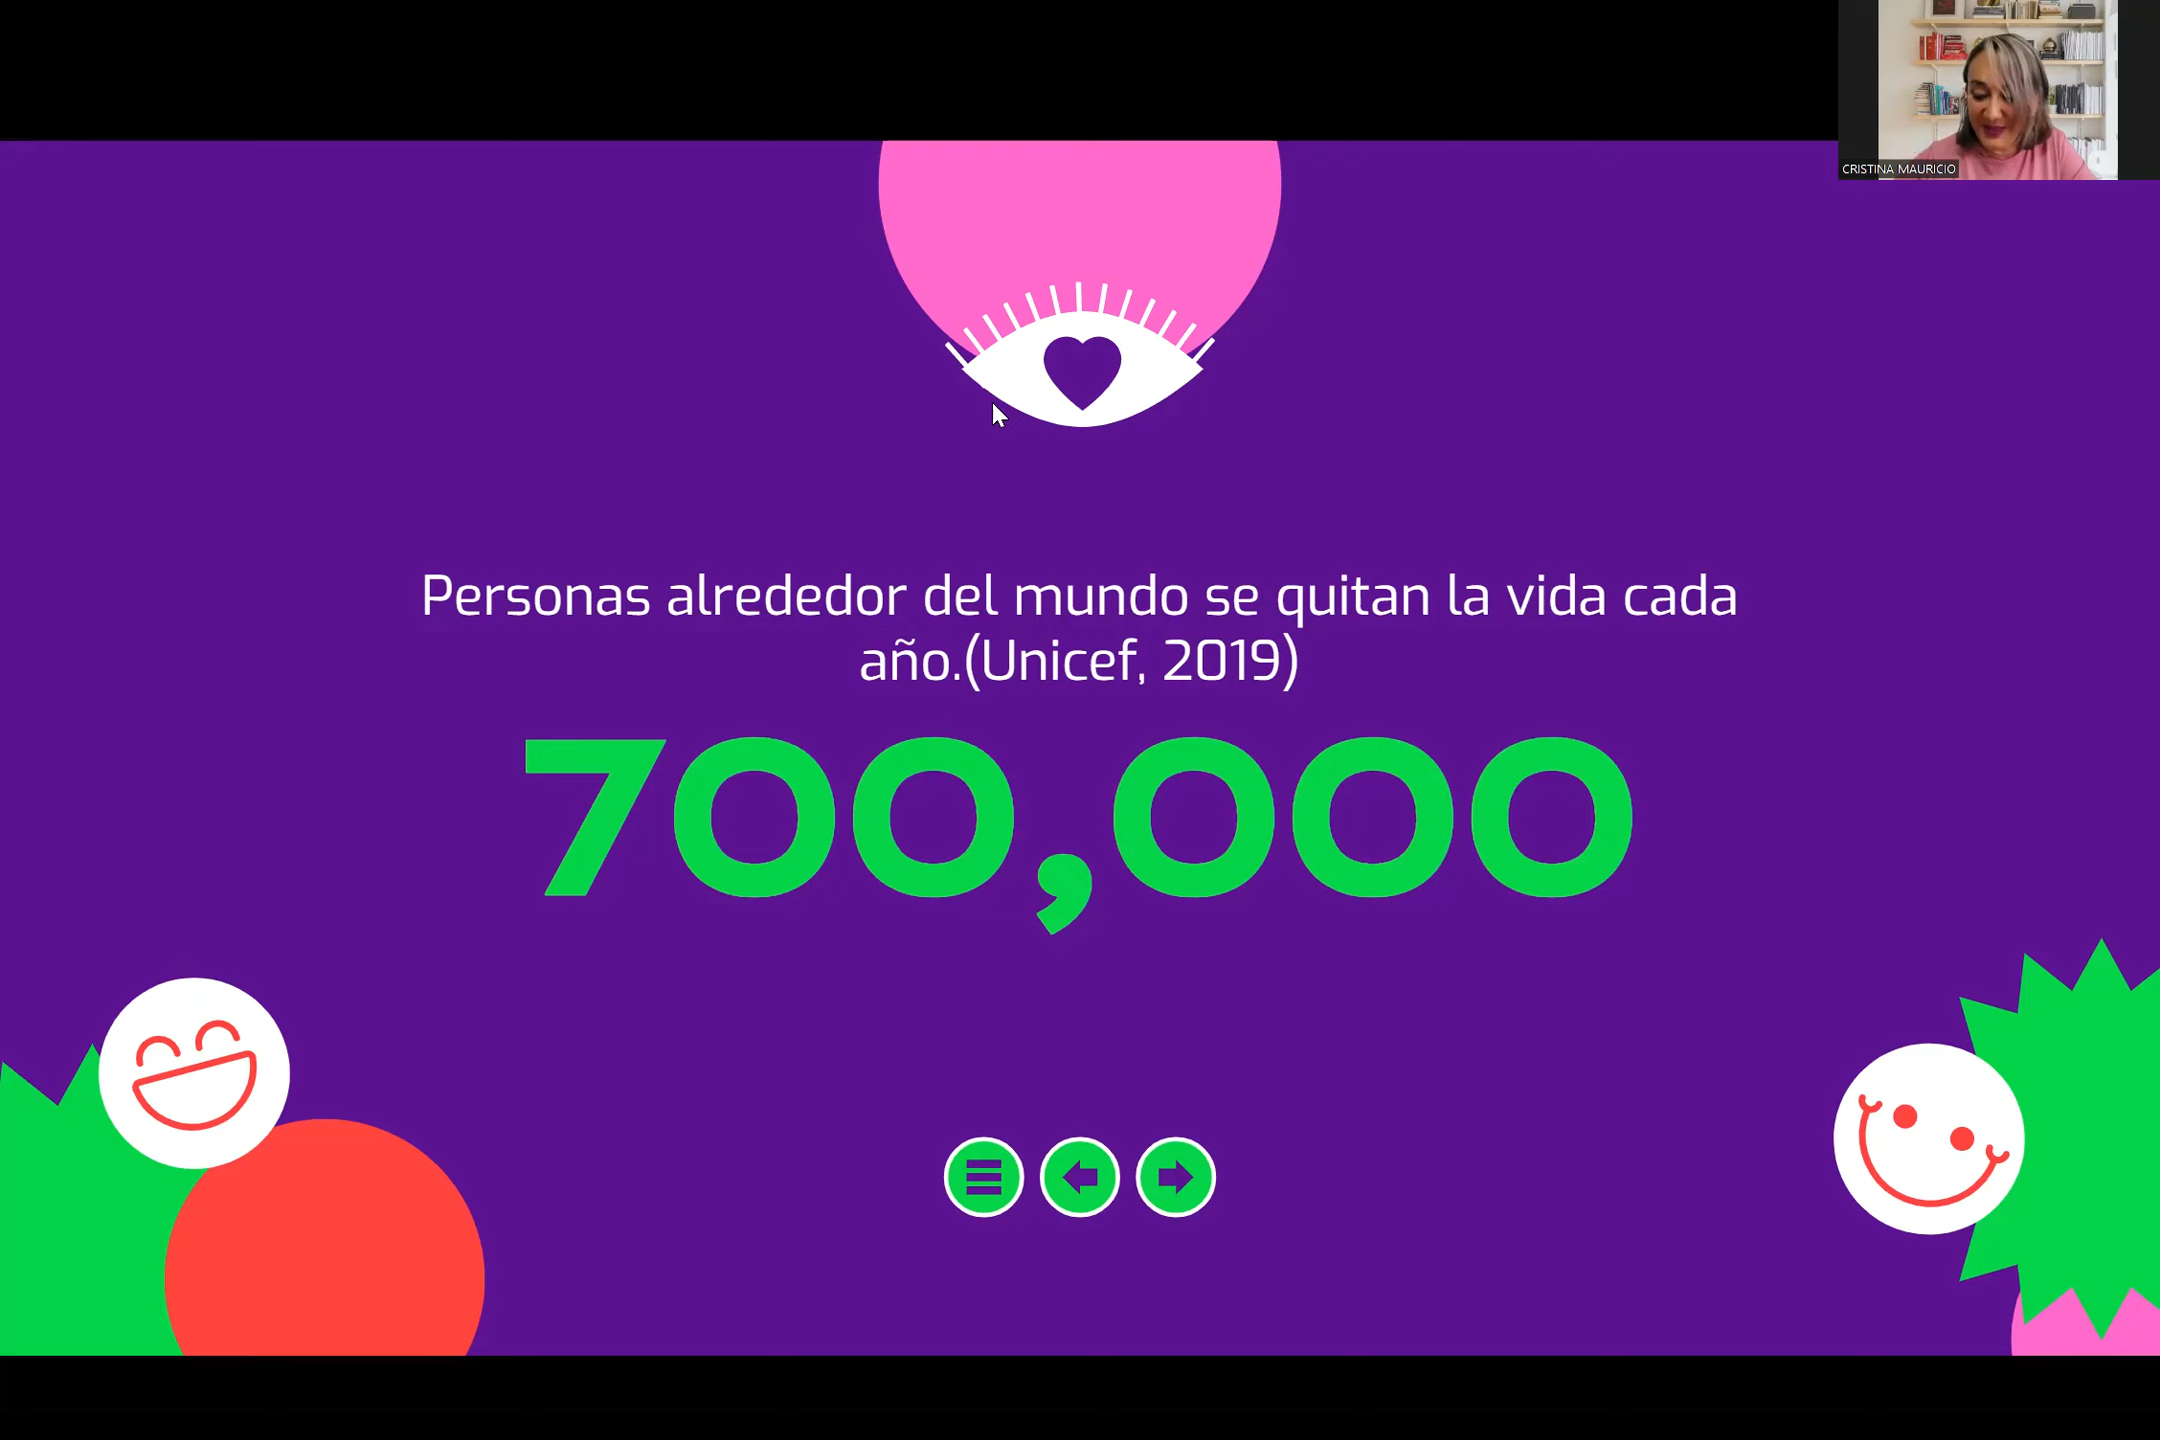 CRISTINA MAURICIO
Personas alrededor del mundo se quitan la vida cada
año.(Unicef, 2019)
700,000